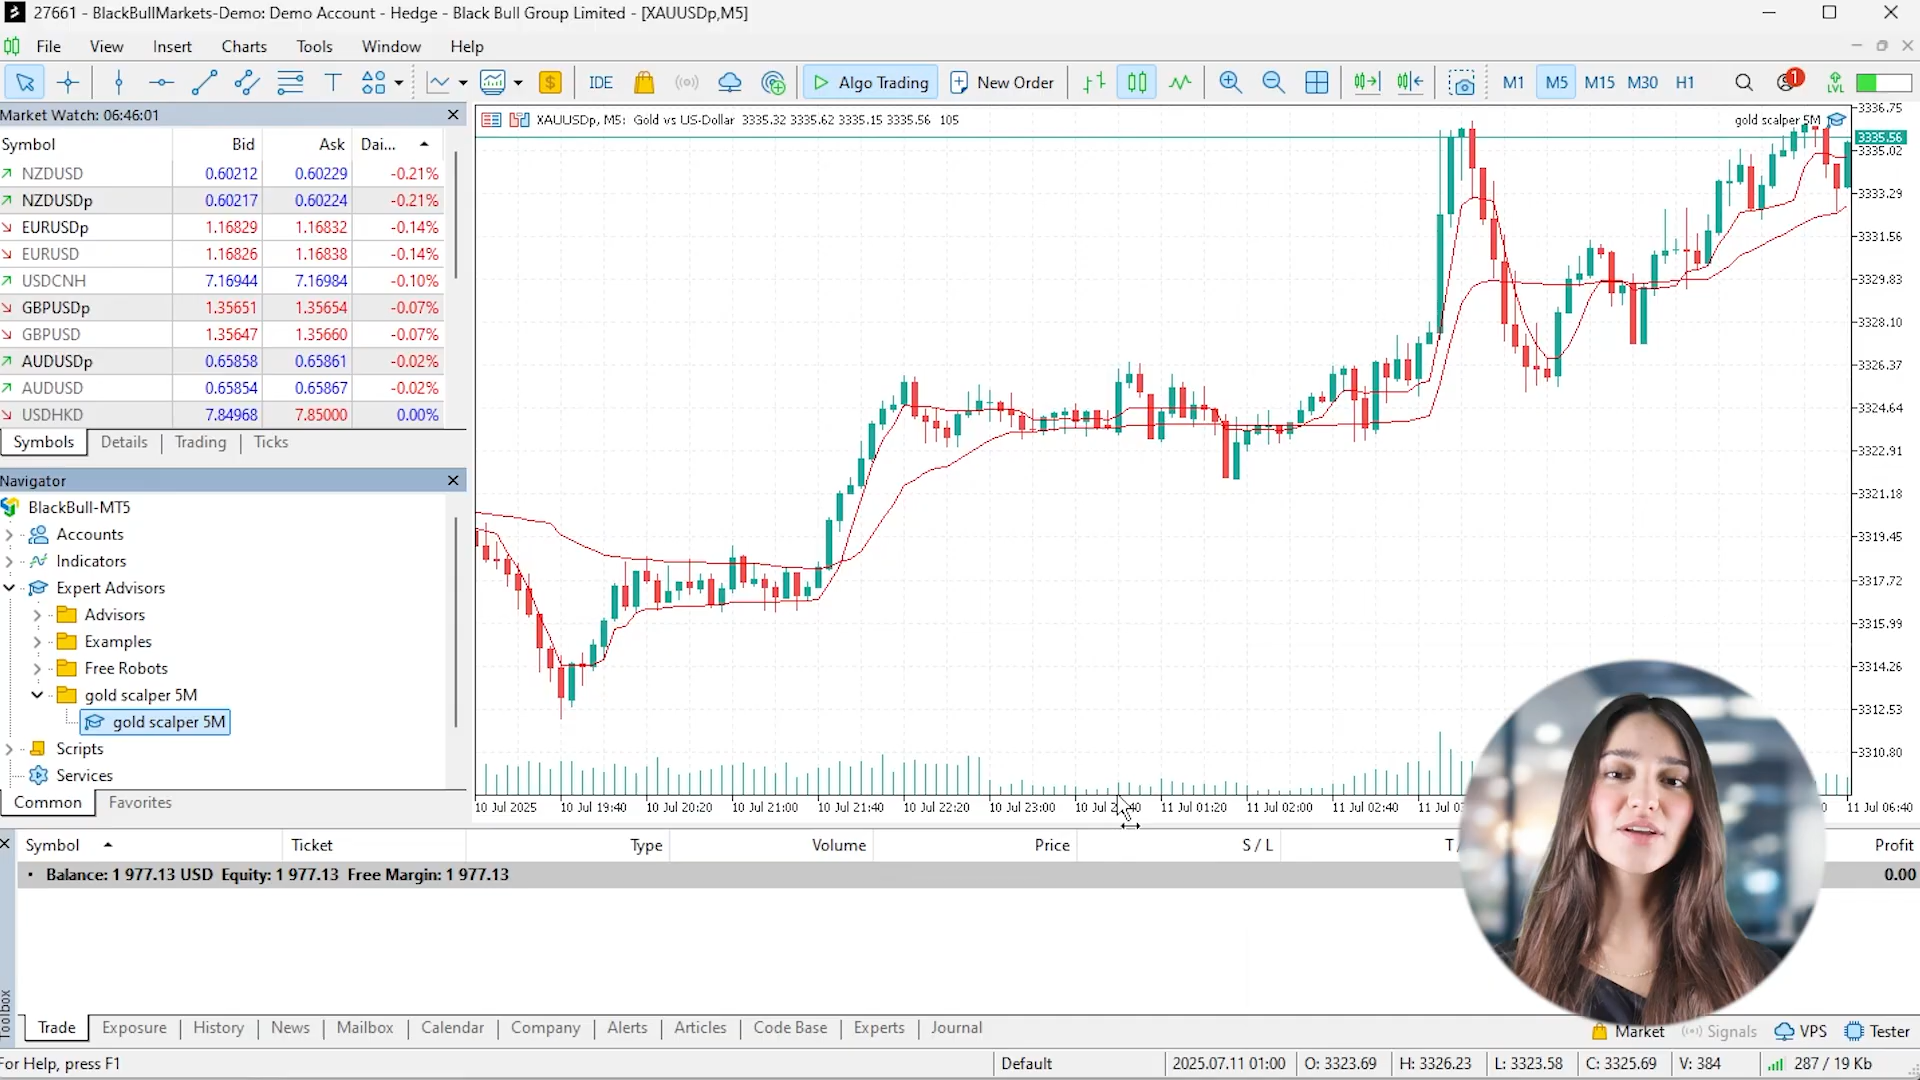 27661 - BlackBullMarkets-Demo: Demo Account - Hedge - Black Bull Group Limited - [XAUUSDp,M5]
File View Insert Charts Tools Window Help
IDE Algo Trading New Order M1 M5 M15 M30 H1 1 LVL
Market Watch: 06:46:01
Symbol Bid Ask Dai...
NZDUSD 0.60212 0.60229 -0.21%
NZDUSDp 0.60217 0.60224 -0.21%
EURUSDp 1.16829 1.16832 -0.14%
EURUSD 1.16826 1.16838 -0.14%
USDCNH 7.16944 7.16984 -0.10%
GBPUSDp 1.35651 1.35654 -0.07%
GBPUSD 1.35647 1.35660 -0.07%
AUDUSDp 0.65858 0.65861 -0.02%
AUDUSD 0.65854 0.65867 -0.02%
USDHKD 7.84968 7.85000 0.00%
Symbols Details Trading Ticks
Navigator
BlackBull-MT5
Accounts
Indicators
Expert Advisors
Advisors
Examples
Free Robots
gold scalper 5M
gold scalper 5M
Scripts
Services
Common Favorites
XAUUSDp, M5: Gold vs US-Dollar 3335.32 3335.62 3335.15 3335.56 105
gold scalper 5M
3336.75
3335.56
3335.02
3333.29
3331.56
3329.83
3328.10
3326.37
3324.64
3322.91
3321.18
3319.45
3317.72
3315.99
3314.26
3312.53
3310.80
10 Jul 2025 10 Jul 19:40 10 Jul 20:20 10 Jul 21:00 10 Jul 21:40 10 Jul 22:20 10 Jul 23:00 10 Jul 11 Jul 01:20 11 Jul 02:00 11 Jul 02:40 11 Jul 11 Jul 06:40
Symbol Ticket Type Volume Price S / L Profit
Balance: 1 977.13 USD Equity: 1 977.13 Free Margin: 1 977.13 0.00
Toolbox
Trade Exposure History News Mailbox Calendar Company Alerts Articles Code Base Experts Journal Market Signals VPS Tester
For Help, press F1 Default 2025.07.11 01:00 O: 3323.69 H: 3326.23 L: 3323.58 C: 3325.69 V: 384 287 / 19 Kb